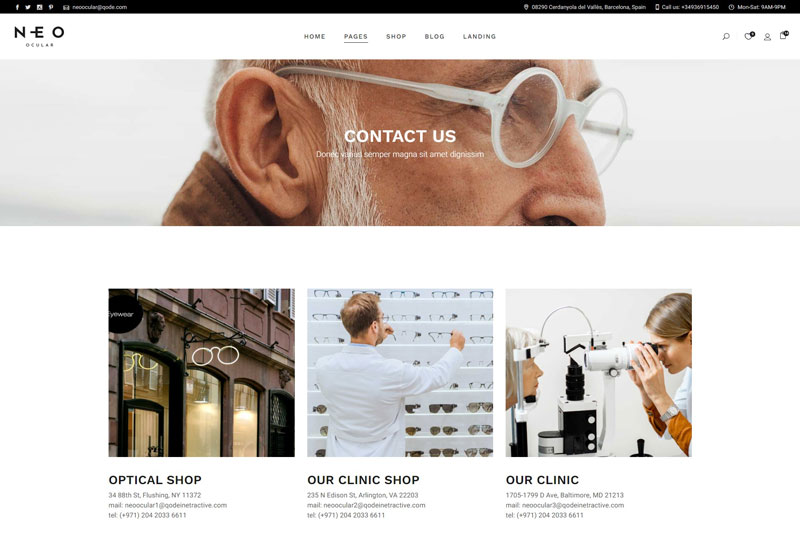 neoocular@qode.com
08290 Cerdanyola del Vallès, Barcelona, Spain
Call us: +34936915450
Mon-Sat: 9AM-9PM
NEO
OCULAR
HOME
PAGES
SHOP
BLOG
LANDING
CONTACT US
Donec varius semper magna sit amet dignissim
Eyewear
OPTICAL SHOP
34 88th St, Flushing, NY 11372
mail: neoocular1@qodeinetractive.com
tel: (+971) 204 2033 6611
OUR CLINIC SHOP
235 N Edison St, Arlington, VA 22203
mail: neoocular2@qodeinetractive.com
tel: (+971) 204 2033 6611
OUR CLINIC
1705-1799 D Ave, Baltimore, MD 21213
mail: neoocular3@qodeinetractive.com
tel: (+971) 204 2033 6611